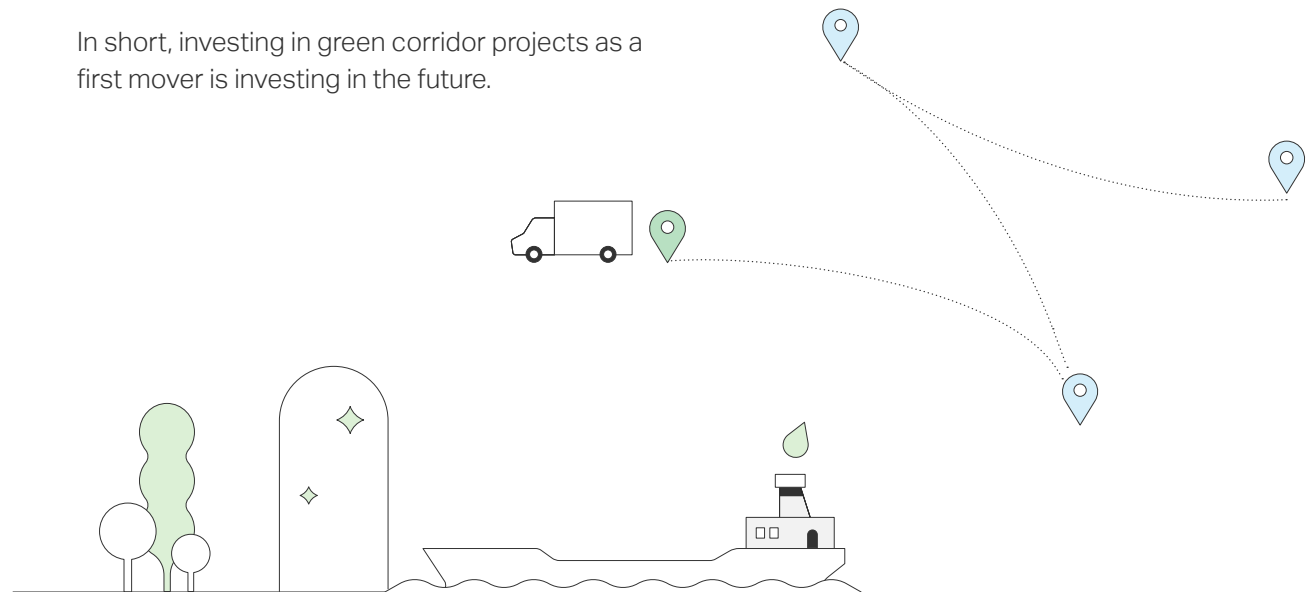 In short, investing in green corridor projects as a
first mover is investing in the future.